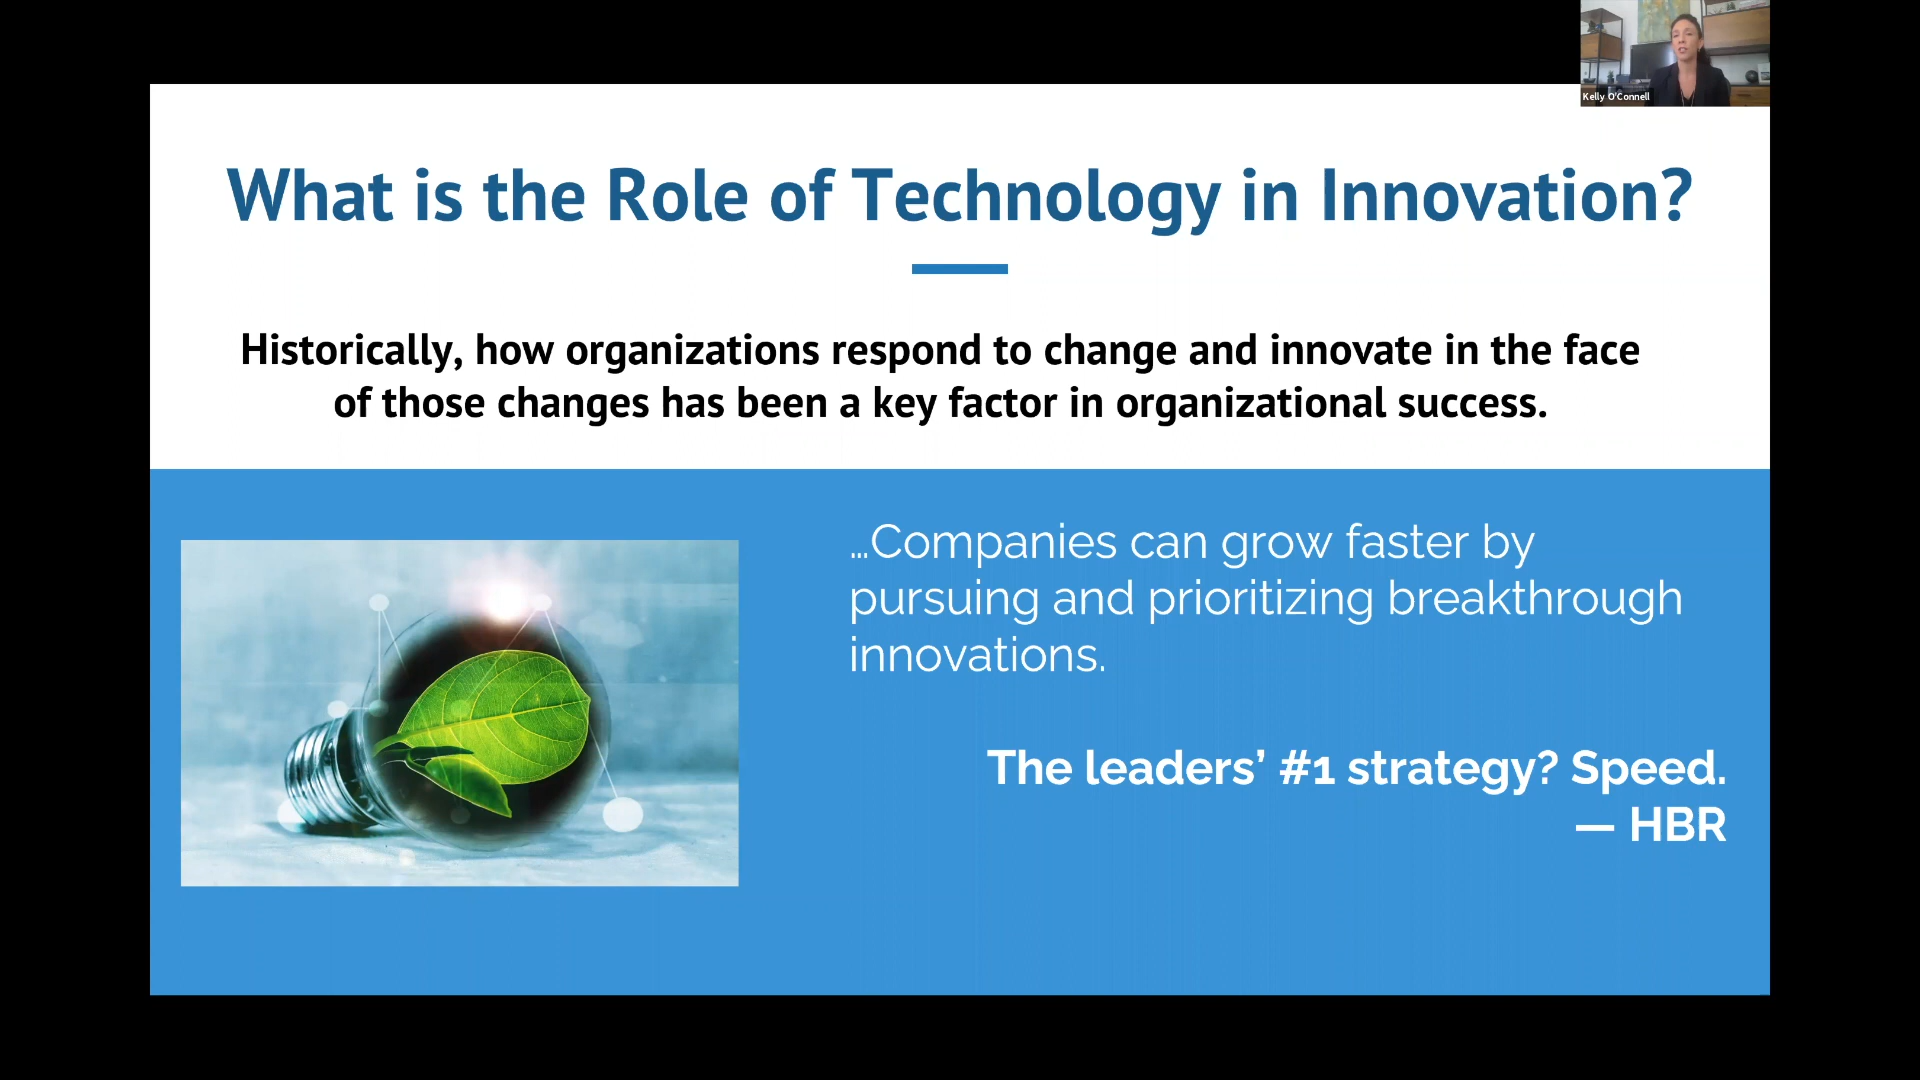 Kelly O'Connell
What is the Role of Technology in Innovation?
Historically, how organizations respond to change and innovate in the face
of those changes has been a key factor in organizational success.
...Companies can grow faster by
pursuing and prioritizing breakthrough
innovations.
The leaders’ #1 strategy? Speed.
— HBR